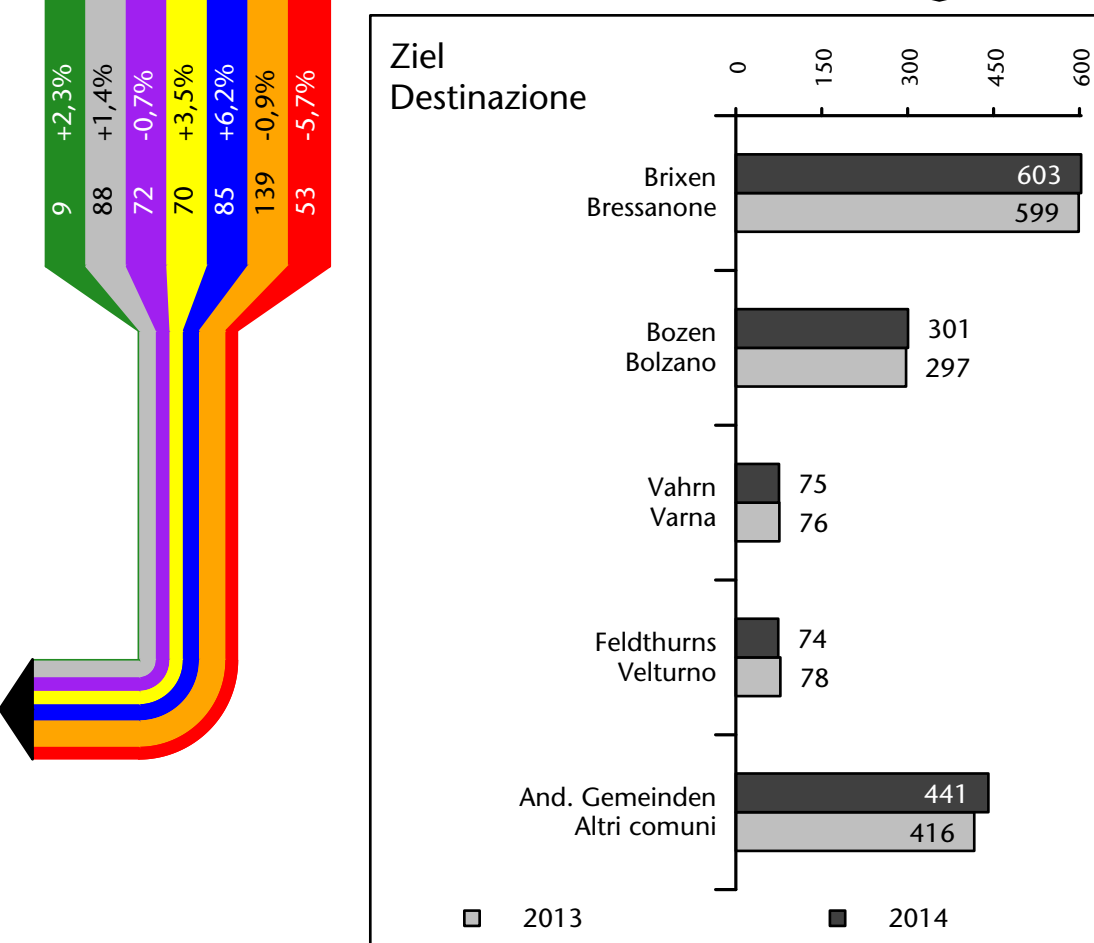 9 +2,3%
88 +1,4%
72 -0,7%
70 +3,5%
85 +6,2%
139 -0,9%
53 -5,7%
Ziel
Destinazione
0 150 300 450 600
Brixen
Bressanone
603
599
Bozen
Bolzano
301
297
Vahrn
Varna
75
76
Feldthurns
Velturno
74
78
And. Gemeinden
Altri comuni
441
416
2013 2014